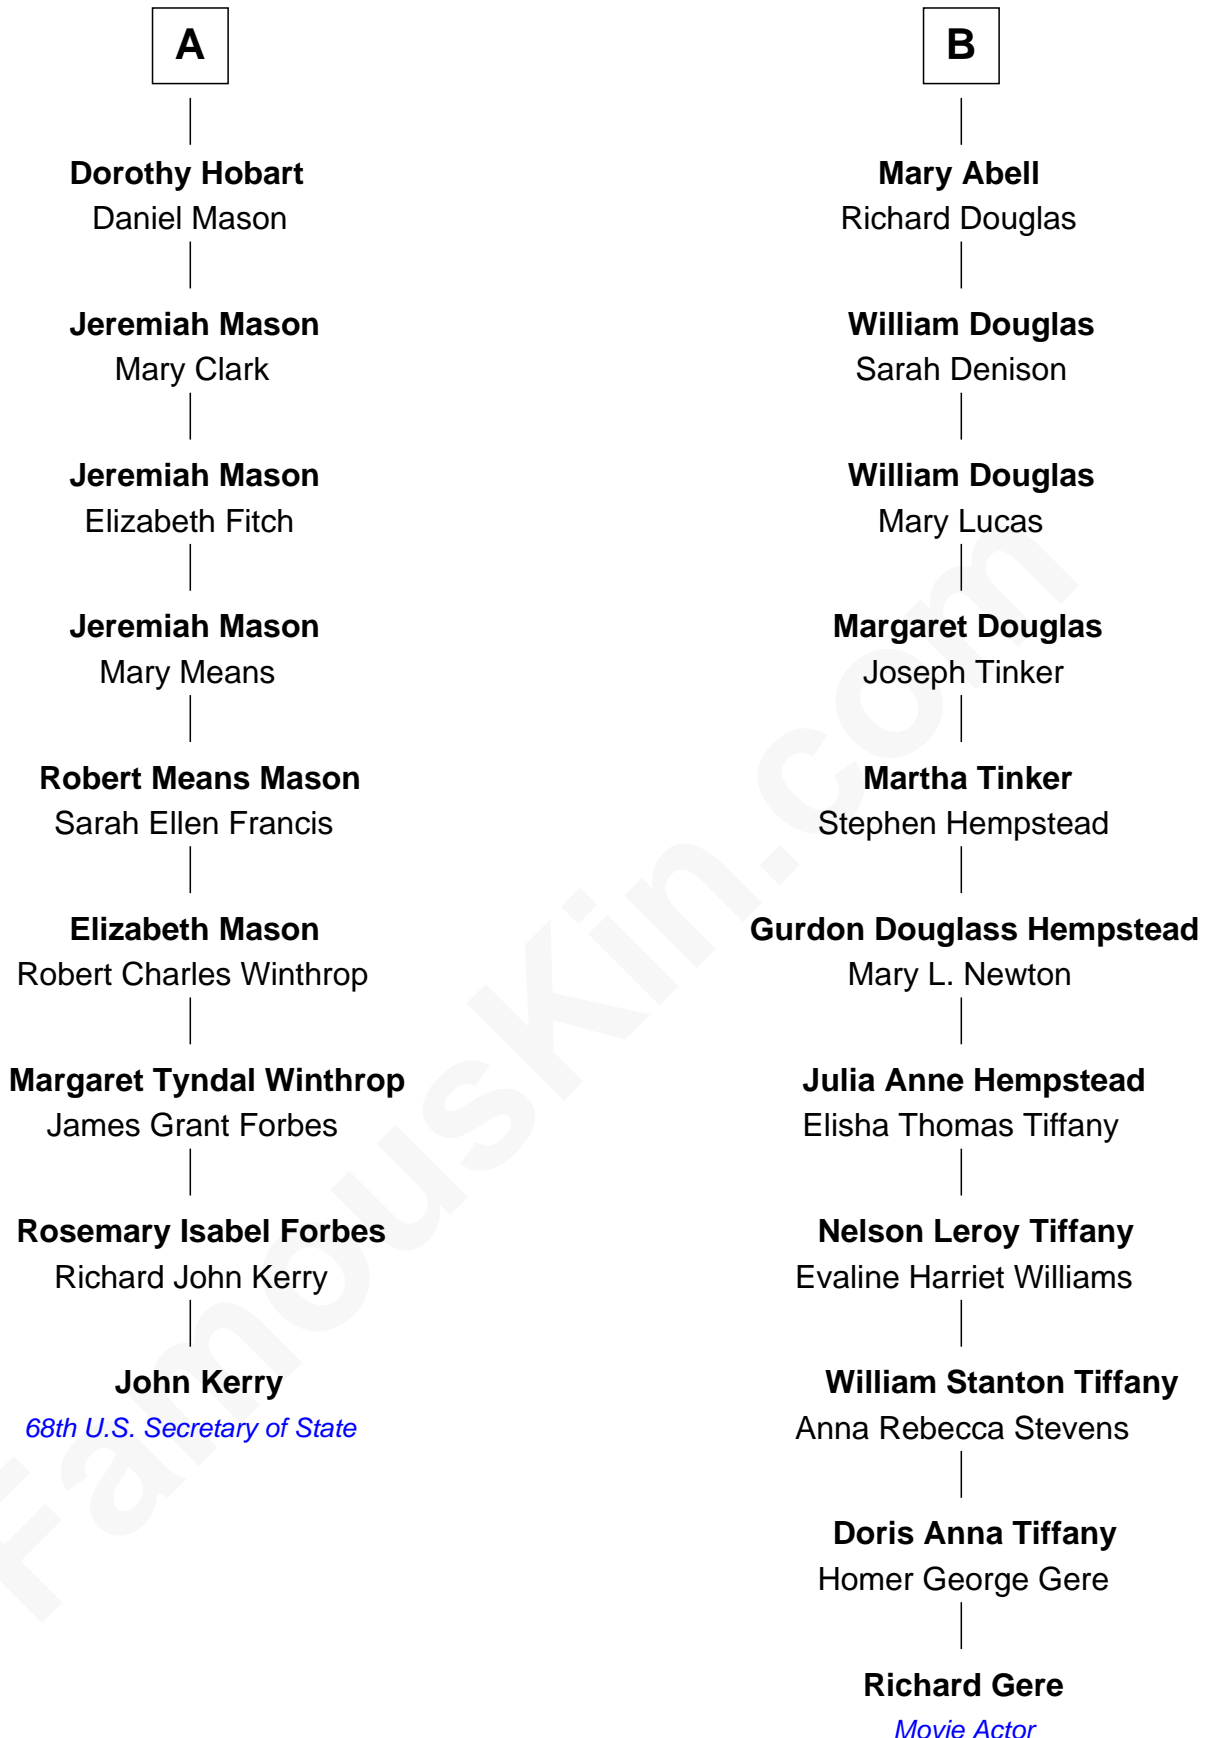 A
Dorothy Hobart
Daniel Mason
Jeremiah Mason
Mary Clark
Jeremiah Mason
Elizabeth Fitch
Jeremiah Mason
Mary Means
Robert Means Mason
Sarah Ellen Francis
Elizabeth Mason
Robert Charles Winthrop
Margaret Tyndal Winthrop
James Grant Forbes
Rosemary Isabel Forbes
Richard John Kerry
John Kerry
68th U.S. Secretary of State
B
Mary Abell
Richard Douglas
William Douglas
Sarah Denison
William Douglas
Mary Lucas
Margaret Douglas
Joseph Tinker
Martha Tinker
Stephen Hempstead
Gurdon Douglass Hempstead
Mary L. Newton
Julia Anne Hempstead
Elisha Thomas Tiffany
Nelson Leroy Tiffany
Evaline Harriet Williams
William Stanton Tiffany
Anna Rebecca Stevens
Doris Anna Tiffany
Homer George Gere
Richard Gere
Movie Actor
FamousKin.com